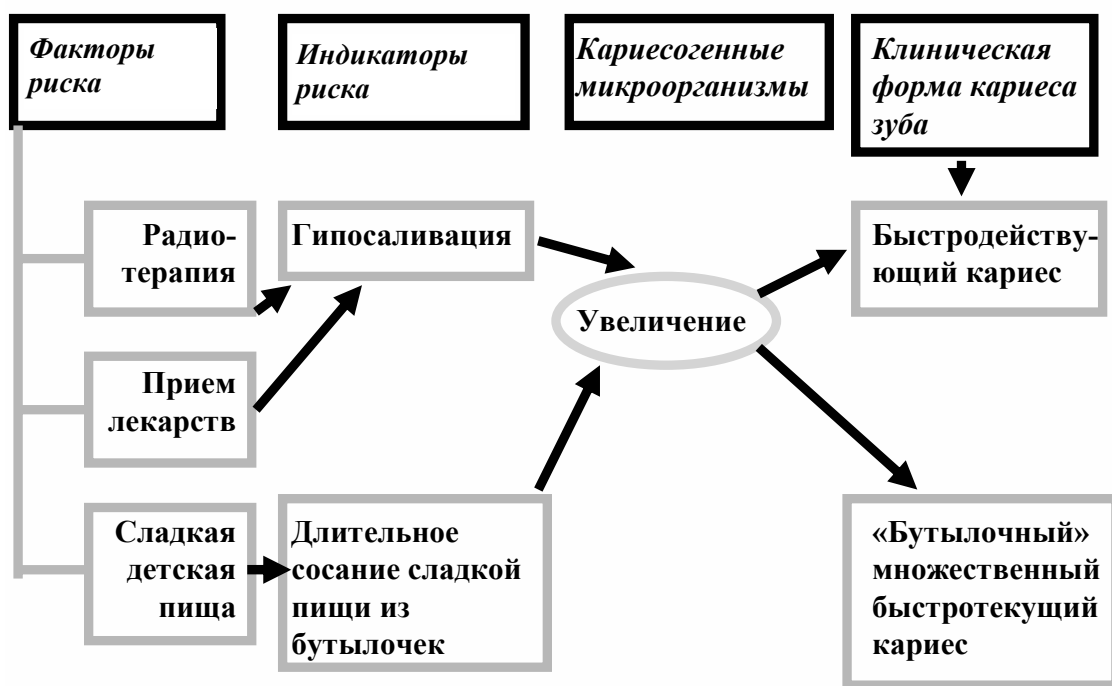 Факторы
риска
Индикаторы
риска
Кариесогенные
микроорганизмы
Клиническая
форма кариеса
зуба
Радио-
терапия
Гипосаливация
Увеличение
Быстродейству-
ющий кариес
Прием
лекарств
Сладкая
детская
пища
Длительное
сосание сладкой
пищи из
бутылочек
«Бутылочный»
множественный
быстротекущий
кариес